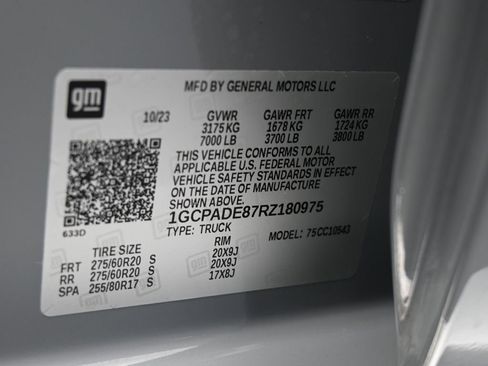 gm
MFD BY GENERAL MOTORS LLC
10/23 GVWR GAWR FRT GAWR RR
3175 KG 1678 KG 1724 KG
7000 LB 3700 LB 3800 LB
THIS VEHICLE CONFORMS TO ALL
APPLICABLE U.S. FEDERAL MOTOR
VEHICLE SAFETY STANDARDS IN EFFECT
ON THE DATE OF MANUFACTURE
SHOWN ABOVE.
633D
1GCPADE87RZ180975
TYPE: TRUCK MODEL: 75CC10543
TIRE SIZE RIM
FRT 275/60R20 S 20X9J
RR 275/60R20 S 20X9J
SPA 255/80R17 S 17X8J